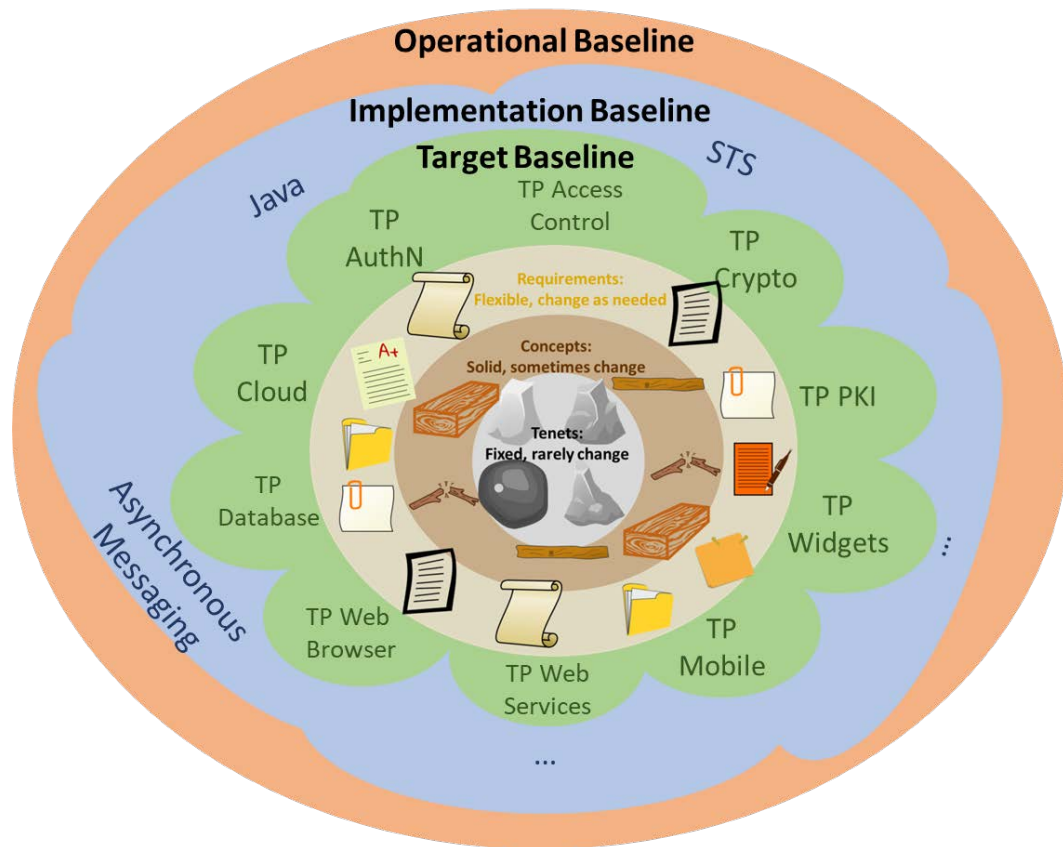 Operational Baseline
Implementation Baseline
Target Baseline
Java
STS
TP Access
Control
TP
AuthN
TP
Crypto
Requirements:
Flexible, change as needed
A+
Concepts:
Solid, sometimes change
TP
Cloud
TP PKI
Tenets:
Fixed, rarely change
TP
Database
TP
Widgets
...
Asynchronous
Messaging
TP Web
Browser
TP
Mobile
TP Web
Services
...